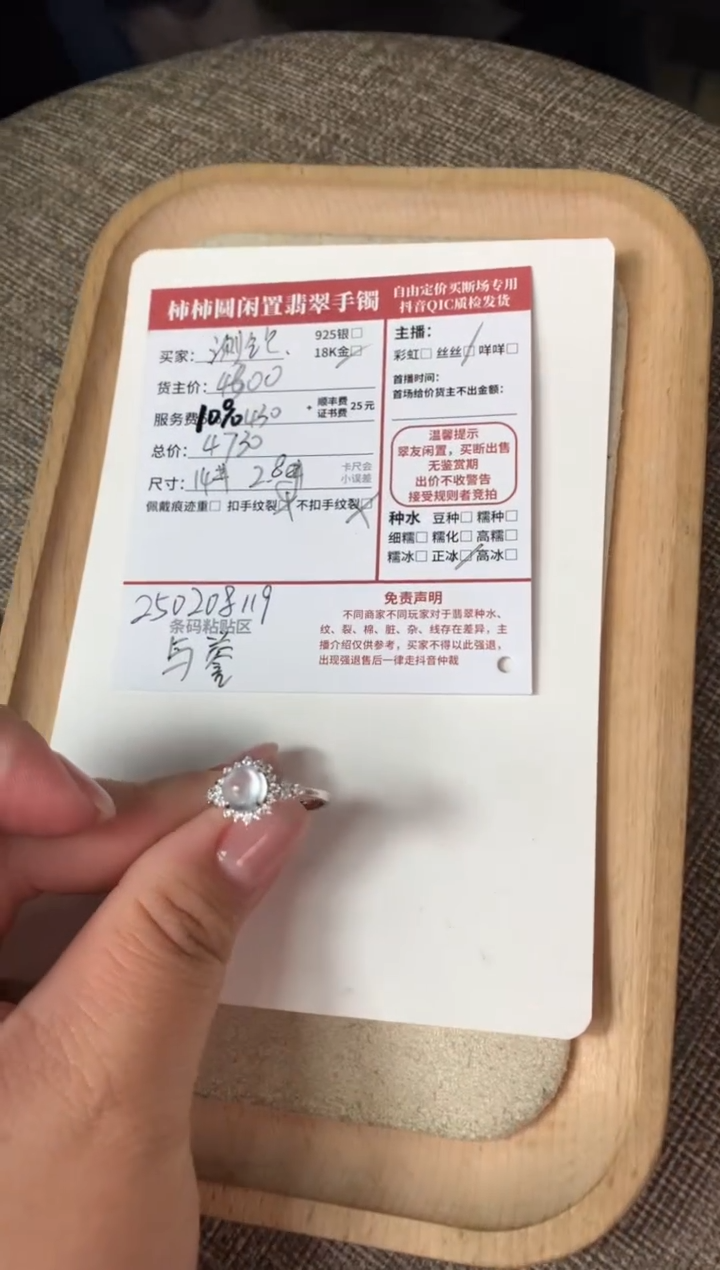 柿柿圆闲置翡翠手镯
自由定价买断场专用
抖音QIC质检发货
买家：
925银□
18K金□
货主价：4300
服务费10% 430 + 顺丰费 证书费 25元
总价：4730
尺寸：14# 2.8
卡尺会
小误差
佩戴痕迹重□ 扣手纹裂□ 不扣手纹裂□
主播：
彩虹□ 丝丝□ 咩咩□
首播时间：
首场给价货主不出金额：
温馨提示
翠友闲置，买断出售
无鉴赏期
出价不收警告
接受规则者竞拍
种水 豆种□ 糯种□
细糯□ 糯化□ 高糯□
糯冰□ 正冰□ 高冰□
250208119
条码粘贴区
免责声明
不同商家不同玩家对于翡翠种水、
纹、裂、棉、脏、杂、线存在差异，主
播介绍仅供参考，买家不得以此强退，
出现强退售后一律走抖音仲裁